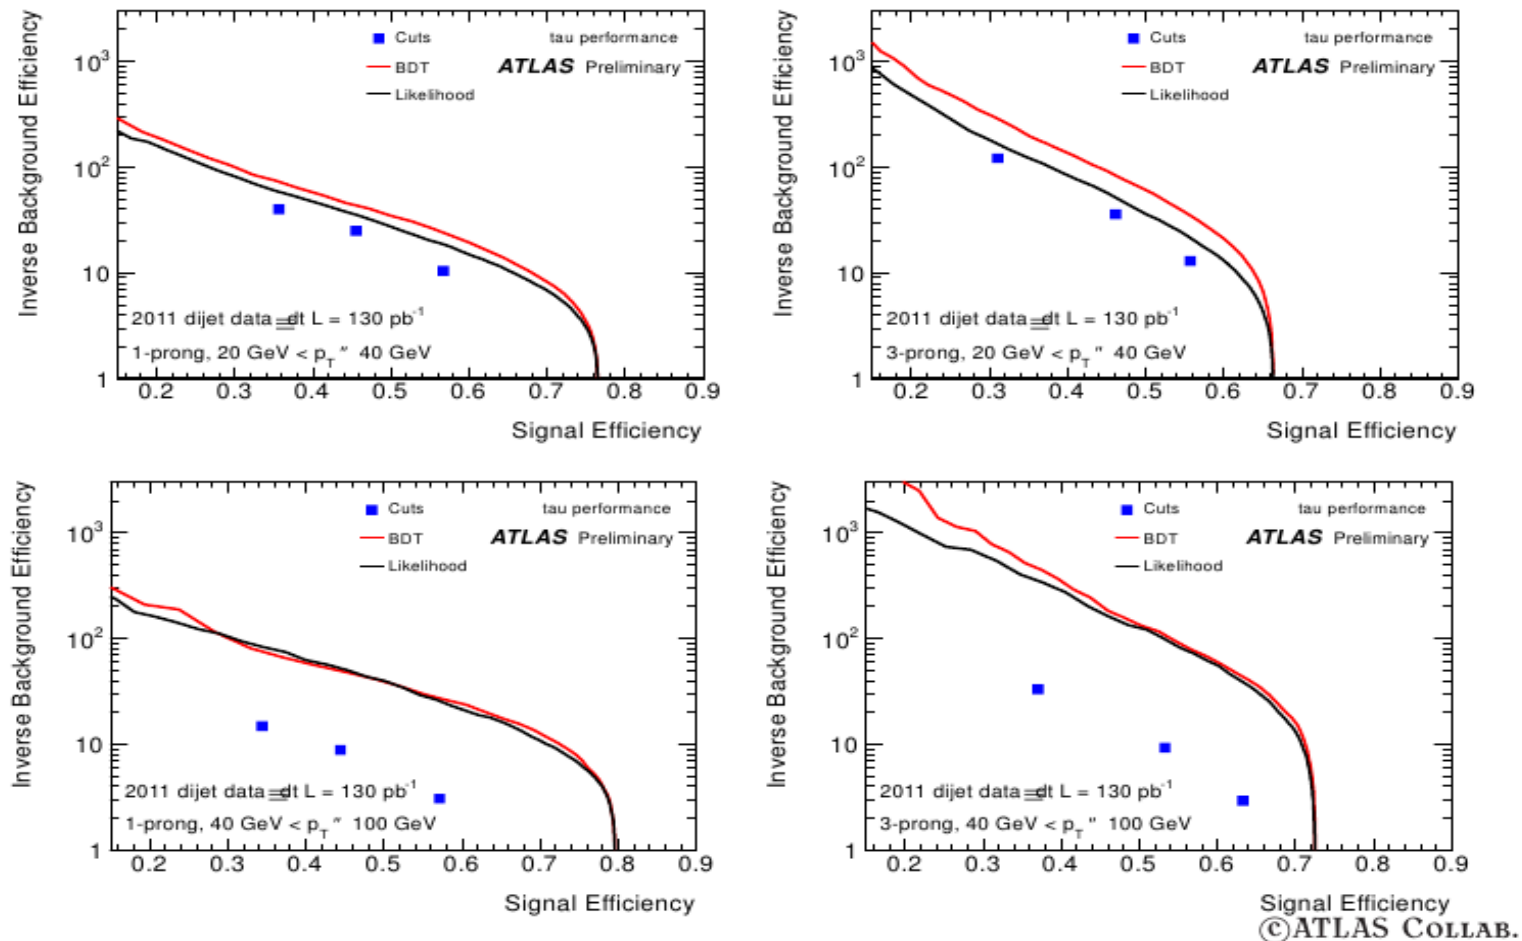 Inverse Background Efficiency
10³
10²
10
1
Cuts
BDT
Likelihood
tau performance
ATLAS Preliminary
2011 dijet data ≡dt L = 130 pb⁻¹
1-prong, 20 GeV < p_T ″ 40 GeV
0.2 0.3 0.4 0.5 0.6 0.7 0.8 0.9
Signal Efficiency
Inverse Background Efficiency
10³
10²
10
1
Cuts
BDT
Likelihood
tau performance
ATLAS Preliminary
2011 dijet data ≡dt L = 130 pb⁻¹
3-prong, 20 GeV < p_T ″ 40 GeV
0.2 0.3 0.4 0.5 0.6 0.7 0.8 0.9
Signal Efficiency
Inverse Background Efficiency
10³
10²
10
1
Cuts
BDT
Likelihood
tau performance
ATLAS Preliminary
2011 dijet data ≡dt L = 130 pb⁻¹
1-prong, 40 GeV < p_T ″ 100 GeV
0.2 0.3 0.4 0.5 0.6 0.7 0.8 0.9
Signal Efficiency
Inverse Background Efficiency
10³
10²
10
1
Cuts
BDT
Likelihood
tau performance
ATLAS Preliminary
2011 dijet data ≡dt L = 130 pb⁻¹
3-prong, 40 GeV < p_T ″ 100 GeV
0.2 0.3 0.4 0.5 0.6 0.7 0.8 0.9
Signal Efficiency
©ATLAS COLLAB.